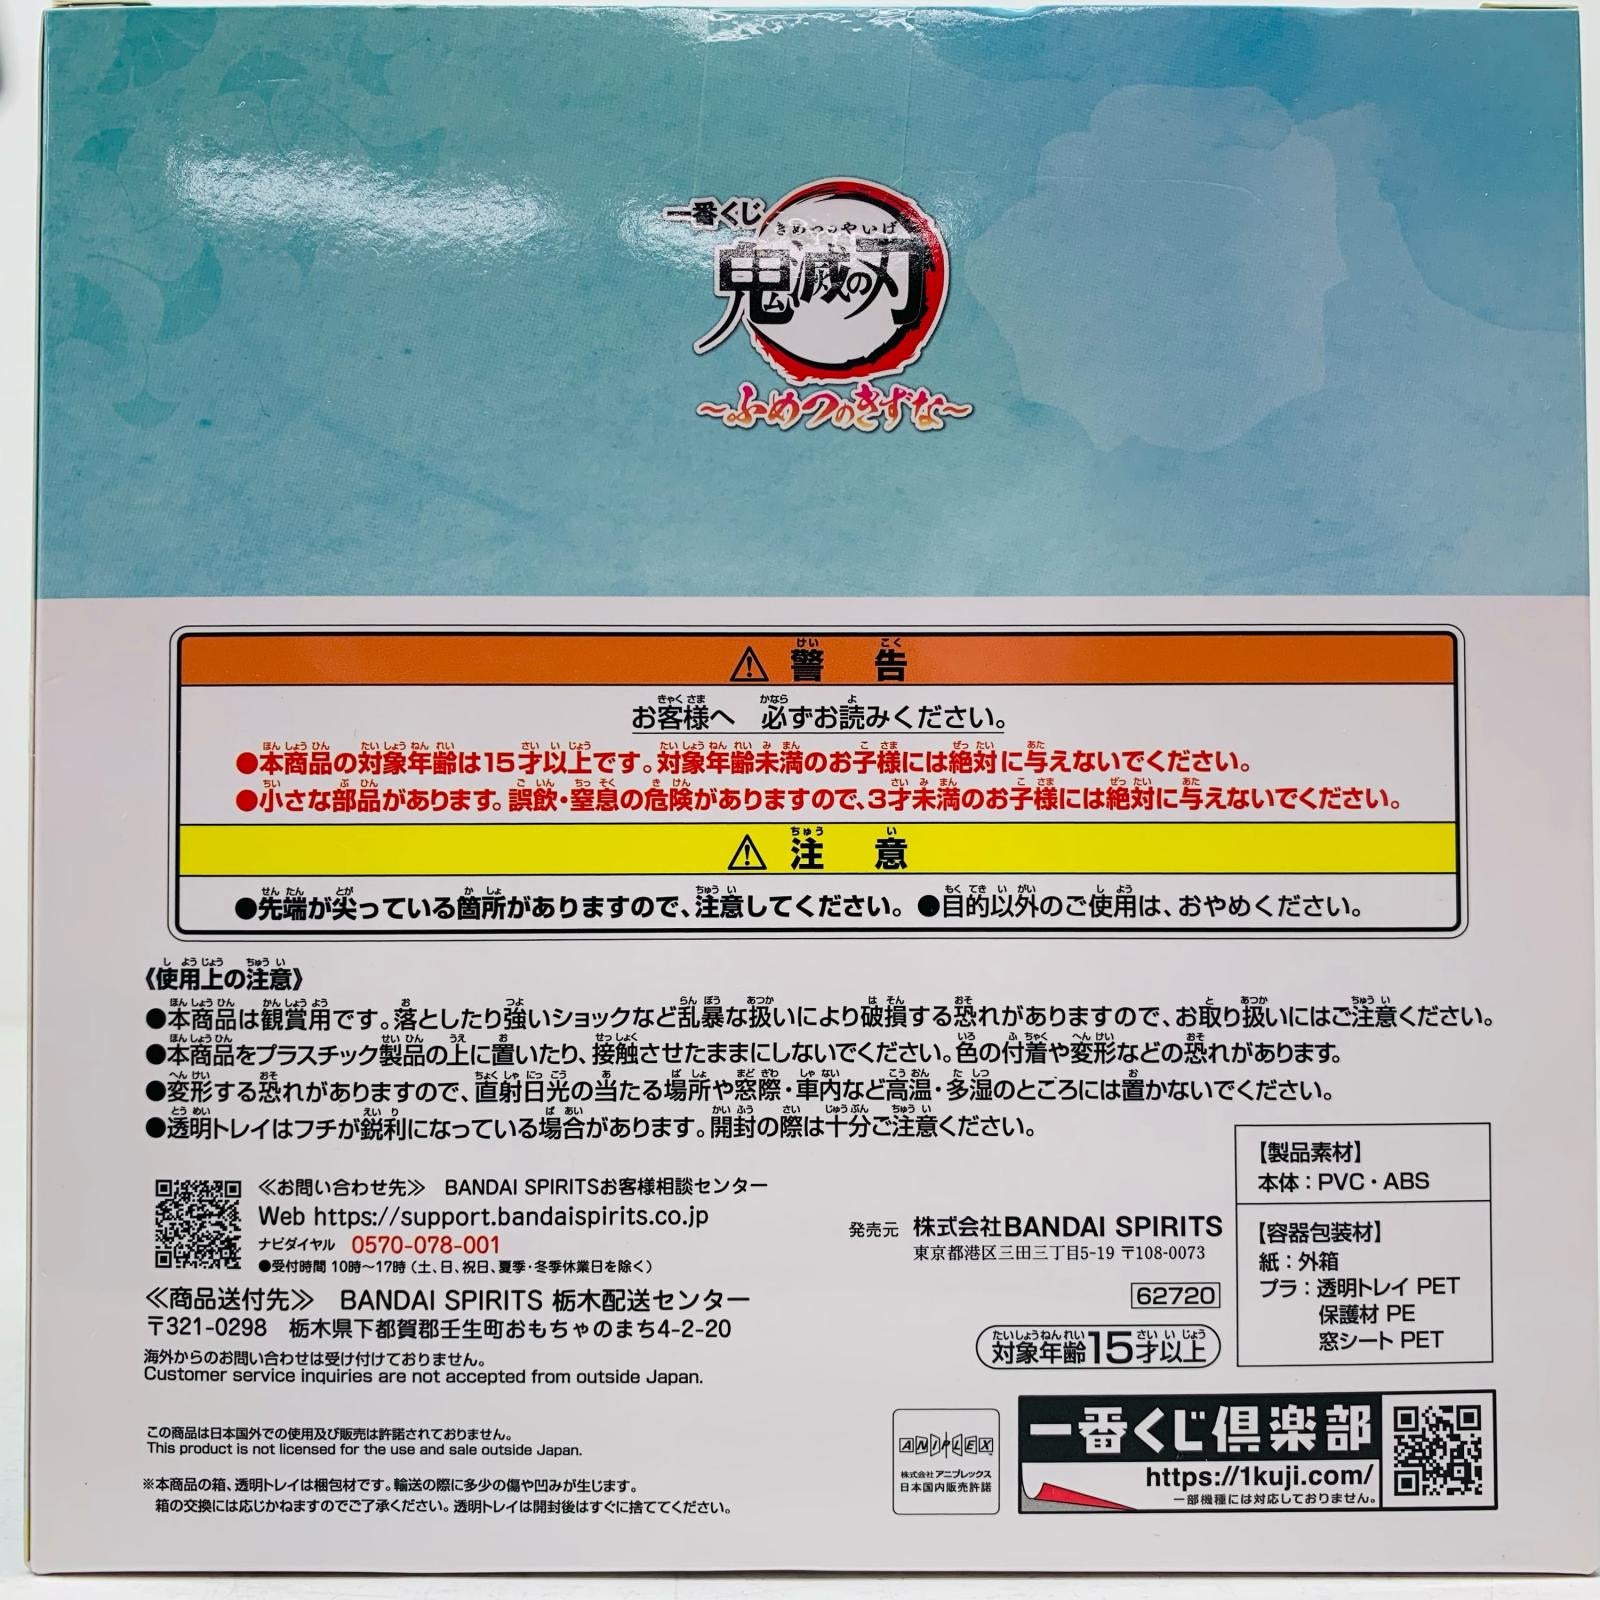 一番くじ
きめつのやいば
鬼滅の刃
～ふめつのきずな～
⚠ 警告
お客様へ 必ずお読みください。
●本商品の対象年齢は15才以上です。対象年齢未満のお子様には絶対に与えないでください。
●小さな部品があります。誤飲・窒息の危険がありますので、3才未満のお子様には絶対に与えないでください。
⚠ 注意
●先端が尖っている箇所がありますので、注意してください。●目的以外のご使用は、おやめください。
《使用上の注意》
●本商品は観賞用です。落としたり強いショックなど乱暴な扱いにより破損する恐れがありますので、お取り扱いにはご注意ください。
●本商品をプラスチック製品の上に置いたり、接触させたままにしないでください。色の付着や変形などの恐れがあります。
●変形する恐れがありますので、直射日光の当たる場所や窓際・車内など高温・多湿のところには置かないでください。
●透明トレイはフチが鋭利になっている場合があります。開封の際は十分ご注意ください。
≪お問い合わせ先≫ BANDAI SPIRITSお客様相談センター
Web https://support.bandaispirits.co.jp
ナビダイヤル 0570-078-001
●受付時間 10時～17時（土、日、祝日、夏季・冬季休業日を除く）
≪商品送付先≫ BANDAI SPIRITS 栃木配送センター
〒321-0298 栃木県下都賀郡壬生町おもちゃのまち4-2-20
海外からのお問い合わせは受け付けておりません。
Customer service inquiries are not accepted from outside Japan.
この商品は日本国外での使用及び販売は許諾されておりません。
This product is not licensed for the use and sale outside Japan.
※本商品の箱、透明トレイは梱包材です。輸送の際に多少の傷や凹みが生じます。
箱の交換には応じかねますのでご了承ください。透明トレイは開封後はすぐに捨ててください。
発売元 株式会社BANDAI SPIRITS
東京都港区三田三丁目5-19 〒108-0073
62720
対象年齢15才以上
【製品素材】
本体：PVC・ABS
【容器包装材】
紙：外箱
プラ：透明トレイ PET
保護材 PE
窓シート PET
ANIPLEX
株式会社 アニプレックス
日本国内販売許諾
一番くじ倶楽部
https://1kuji.com/
一部機種には対応しておりません。